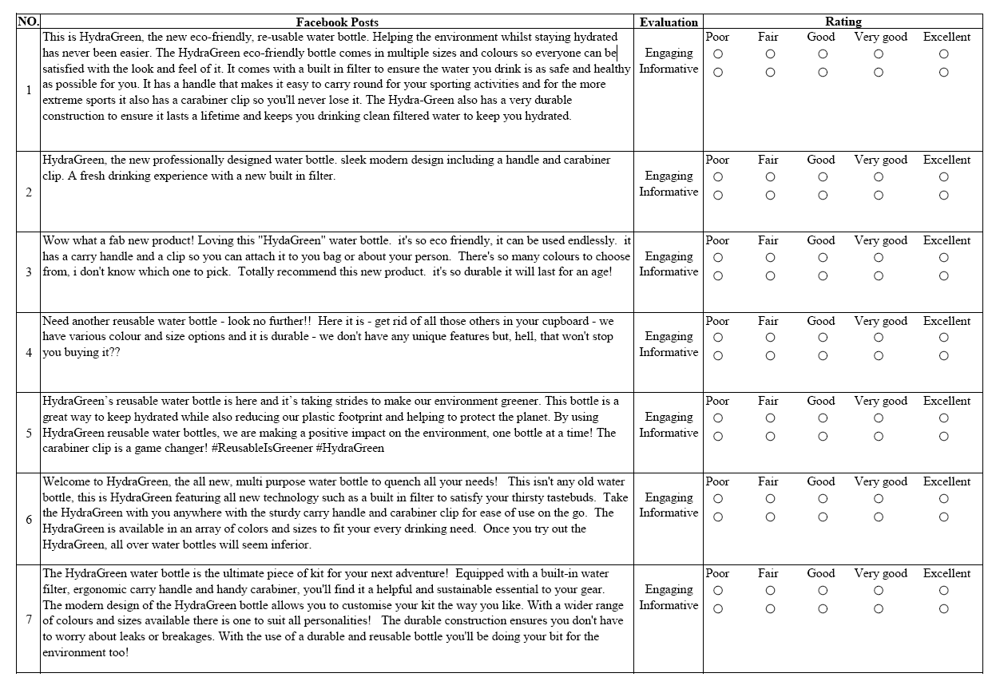 NO. Facebook Posts Evaluation Rating
1
This is HydraGreen, the new eco-friendly, re-usable water bottle. Helping the environment whilst staying hydrated
has never been easier. The HydraGreen eco-friendly bottle comes in multiple sizes and colours so everyone can be
satisfied with the look and feel of it. It comes with a built in filter to ensure the water you drink is as safe and healthy
as possible for you. It has a handle that makes it easy to carry round for your sporting activities and for the more
extreme sports it also has a carabiner clip so you'll never lose it. The Hydra-Green also has a very durable
construction to ensure it lasts a lifetime and keeps you drinking clean filtered water to keep you hydrated.
Engaging
Informative
Poor Fair Good Very good Excellent
2
HydraGreen, the new professionally designed water bottle. sleek modern design including a handle and carabiner
clip. A fresh drinking experience with a new built in filter.
Engaging
Informative
Poor Fair Good Very good Excellent
3
Wow what a fab new product! Loving this "HydaGreen" water bottle.  it's so eco friendly, it can be used endlessly.  it
has a carry handle and a clip so you can attach it to you bag or about your person.  There's so many colours to choose
from, i don't know which one to pick.  Totally recommend this new product.  it's so durable it will last for an age!
Engaging
Informative
Poor Fair Good Very good Excellent
4
Need another reusable water bottle - look no further!!  Here it is - get rid of all those others in your cupboard - we
have various colour and size options and it is durable - we don't have any unique features but, hell, that won't stop
you buying it??
Engaging
Informative
Poor Fair Good Very good Excellent
5
HydraGreen’s reusable water bottle is here and it’s taking strides to make our environment greener. This bottle is a
great way to keep hydrated while also reducing our plastic footprint and helping to protect the planet. By using
HydraGreen reusable water bottles, we are making a positive impact on the environment, one bottle at a time! The
carabiner clip is a game changer! #ReusableIsGreener #HydraGreen
Engaging
Informative
Poor Fair Good Very good Excellent
6
Welcome to HydraGreen, the all new, multi purpose water bottle to quench all your needs!   This isn't any old water
bottle, this is HydraGreen featuring all new technology such as a built in filter to satisfy your thirsty tastebuds.  Take
the HydraGreen with you anywhere with the sturdy carry handle and carabiner clip for ease of use on the go.  The
HydraGreen is available in an array of colors and sizes to fit your every drinking need.  Once you try out the
HydraGreen, all over water bottles will seem inferior.
Engaging
Informative
Poor Fair Good Very good Excellent
7
The HydraGreen water bottle is the ultimate piece of kit for your next adventure!  Equipped with a built-in water
filter, ergonomic carry handle and handy carabiner, you'll find it a helpful and sustainable essential to your gear.
The modern design of the HydraGreen bottle allows you to customise your kit the way you like. With a wider range
of colours and sizes available there is one to suit all personalities!   The durable construction ensures you don't have
to worry about leaks or breakages. With the use of a durable and reusable bottle you'll be doing your bit for the
environment too!
Engaging
Informative
Poor Fair Good Very good Excellent